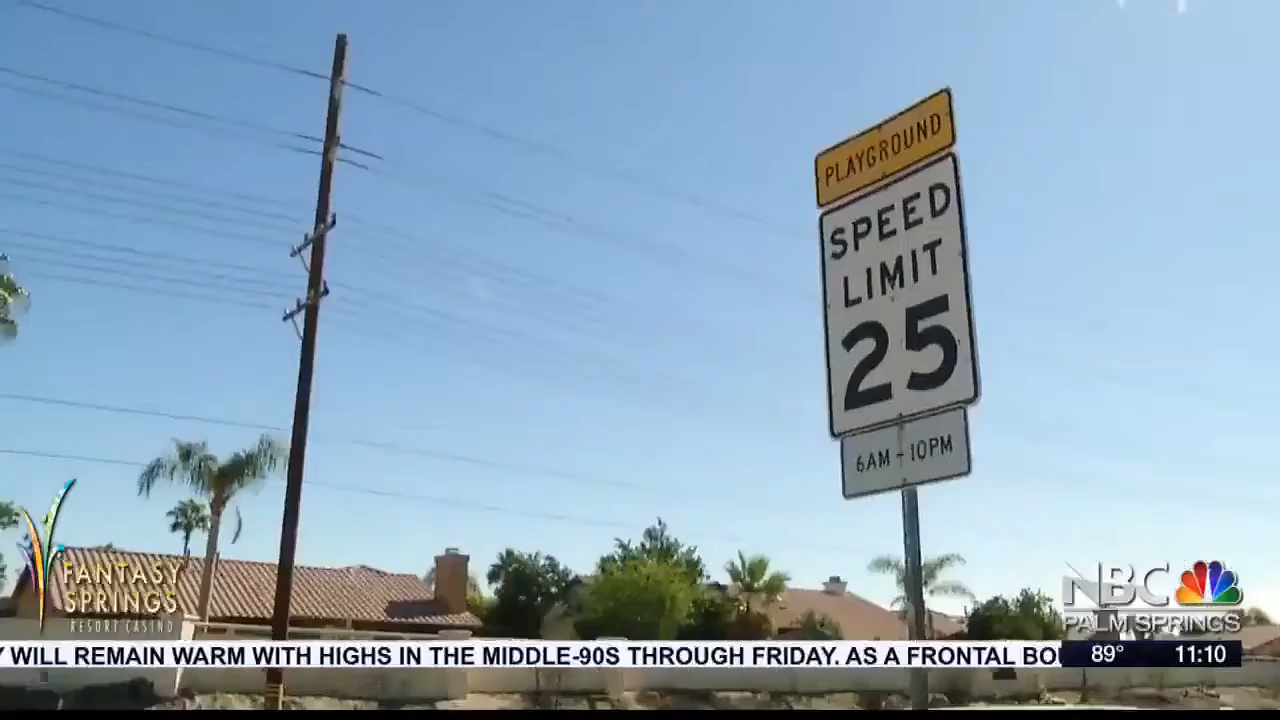 PLAYGROUND
SPEED
LIMIT
25
6AM - 10PM
FANTASY
SPRINGS
RESORT CASINO
NBC
PALM SPRINGS
WILL REMAIN WARM WITH HIGHS IN THE MIDDLE-90S THROUGH FRIDAY. AS A FRONTAL
89° 11:10